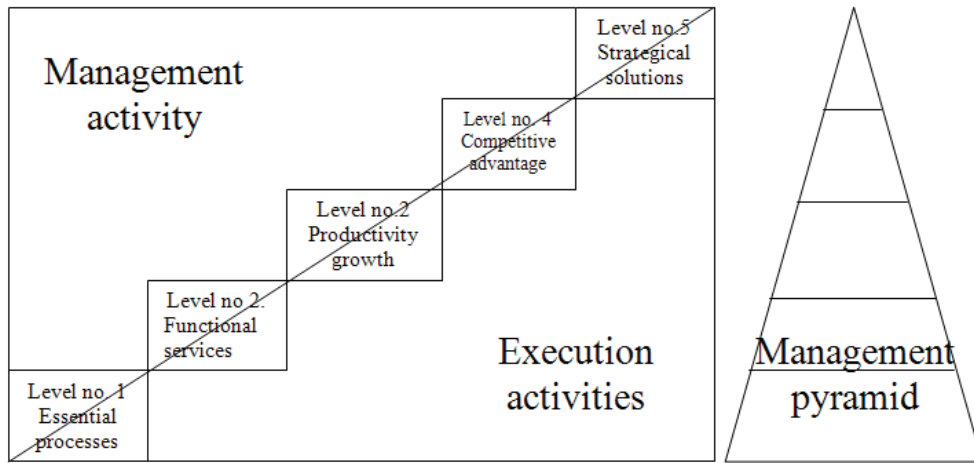 Level no.5
Strategical
solutions
Management
activity
Level no. 4
Competitive
advantage
Level no.2
Productivity
growth
Level no 2.
Functional
services
Execution
activities
Management
pyramid
Level no. 1
Essential
processes